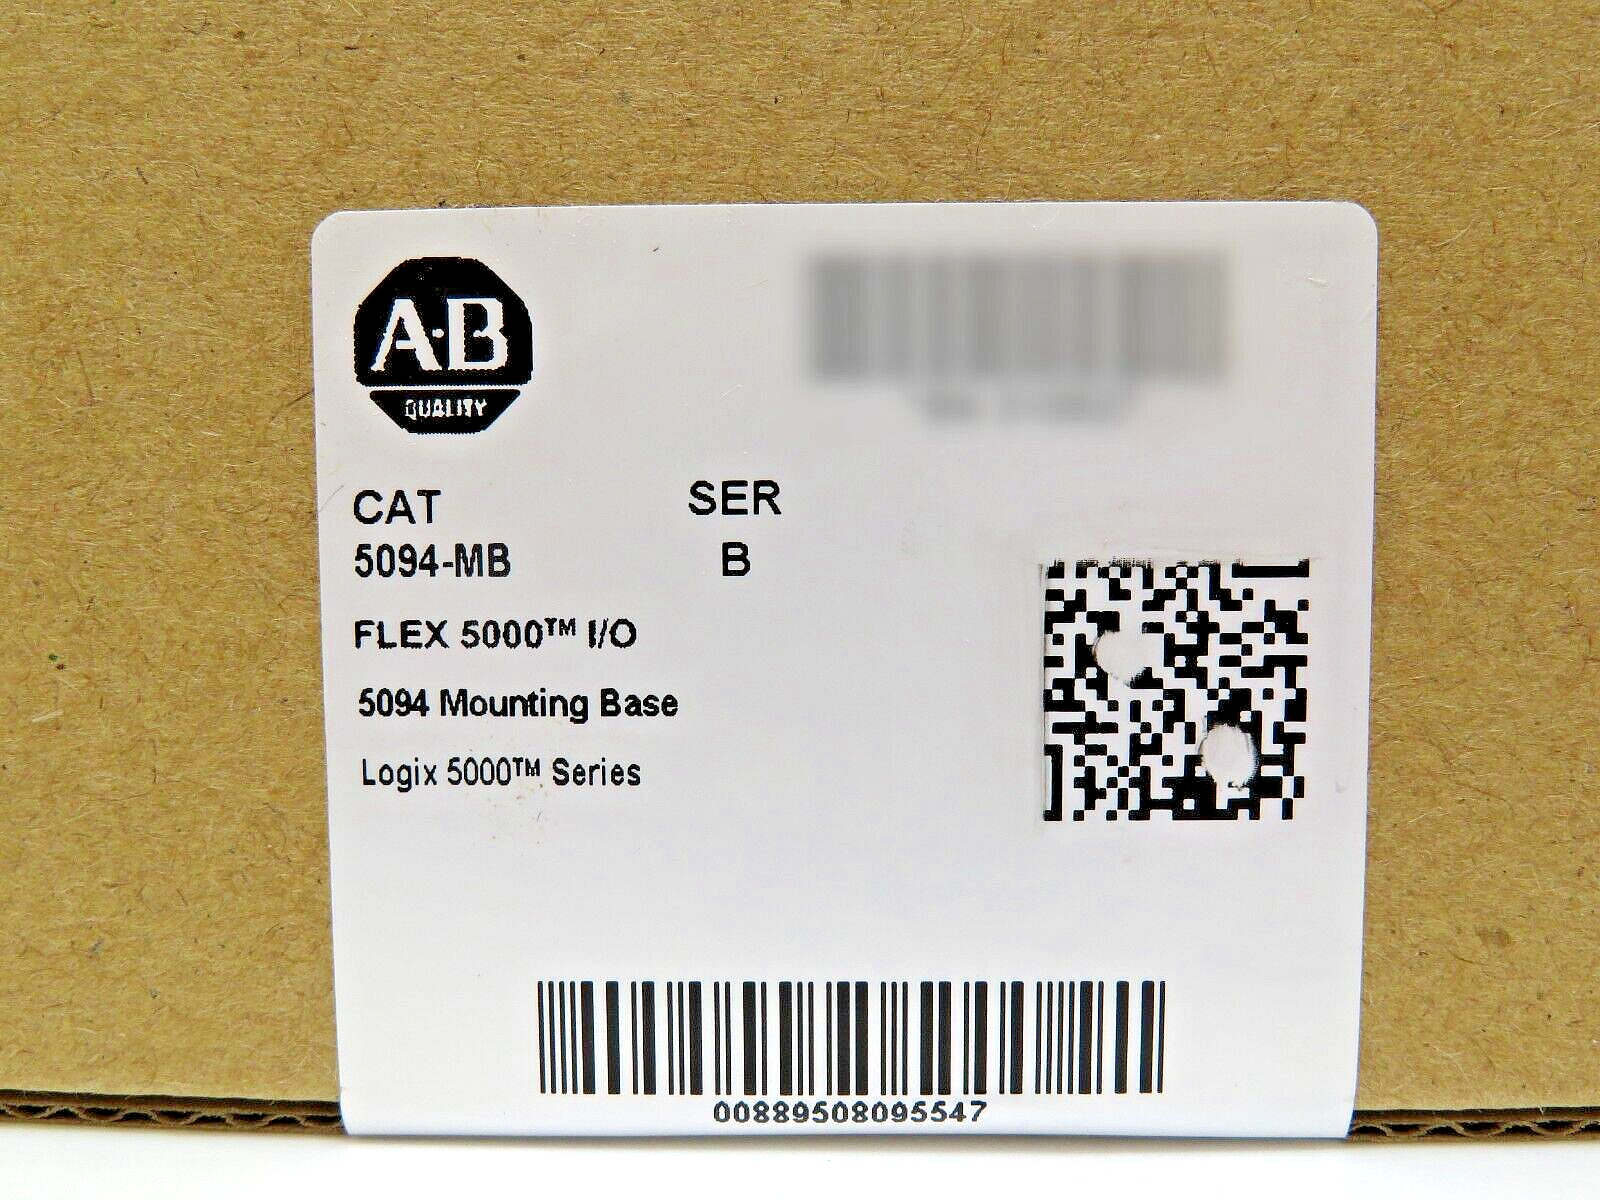 A·B
QUALITY
CAT SER
5094-MB B
FLEX 5000™ I/O
5094 Mounting Base
Logix 5000™ Series
00889508095547